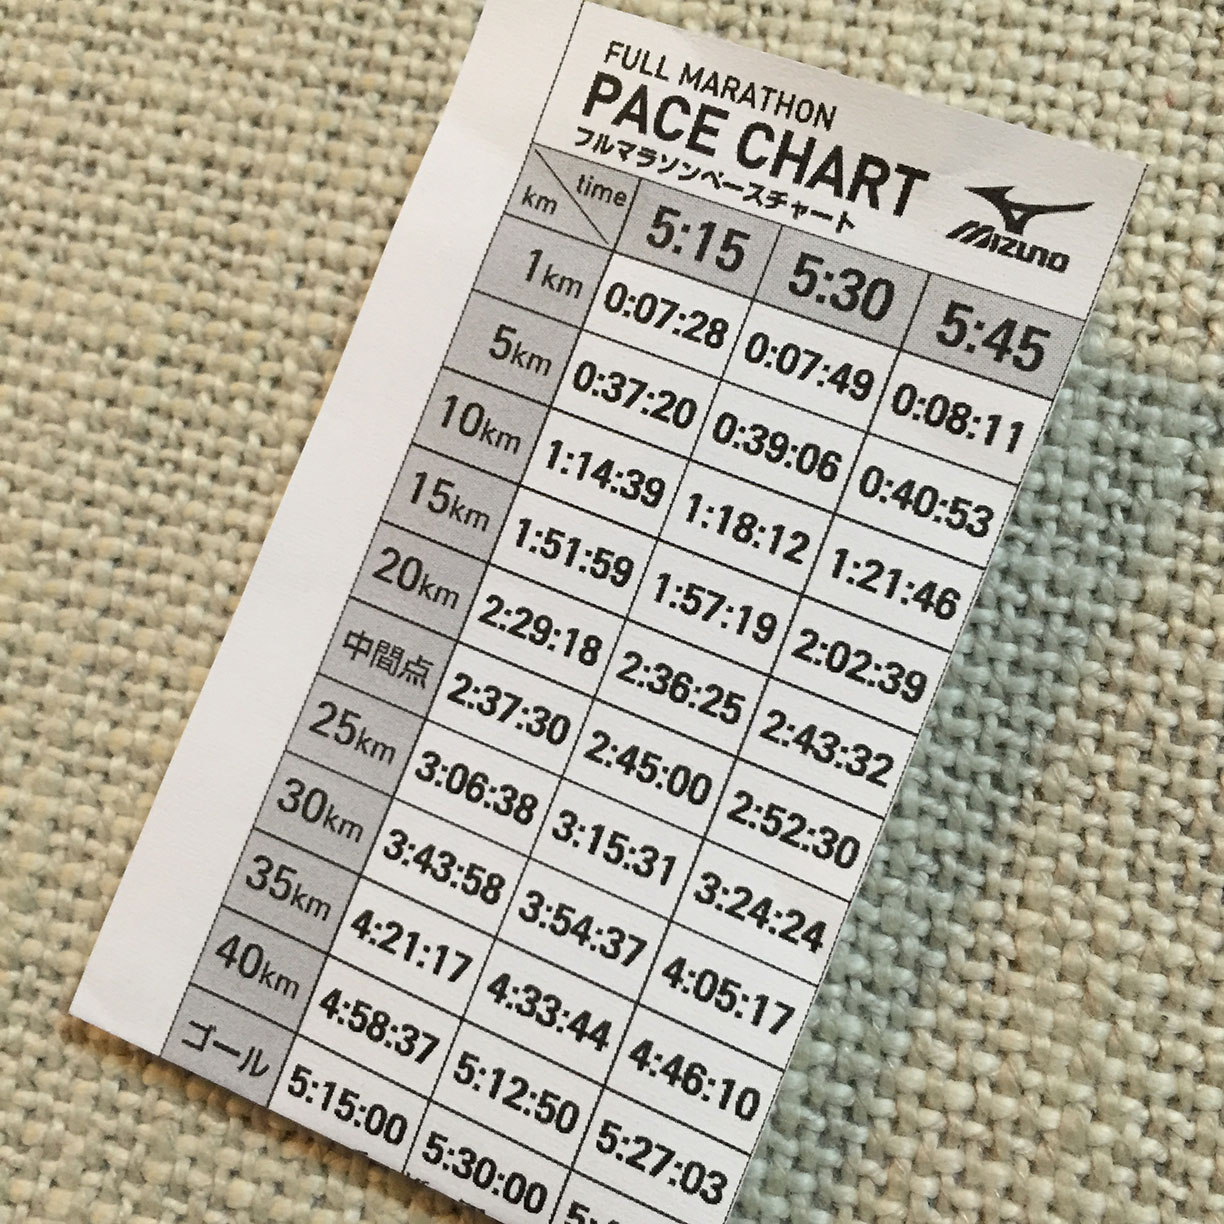 FULL MARATHON
PACE CHART
フルマラソンペースチャート
MIZUNO
km time 5:15 5:30 5:45
1km 0:07:28 0:07:49 0:08:11
5km 0:37:20 0:39:06 0:40:53
10km 1:14:39 1:18:12 1:21:46
15km 1:51:59 1:57:19 2:02:39
20km 2:29:18 2:36:25 2:43:32
中間点 2:37:30 2:45:00 2:52:30
25km 3:06:38 3:15:31 3:24:24
30km 3:43:58 3:54:37 4:05:17
35km 4:21:17 4:33:44 4:46:10
40km 4:58:37 5:12:50 5:27:03
ゴール 5:15:00 5:30:00